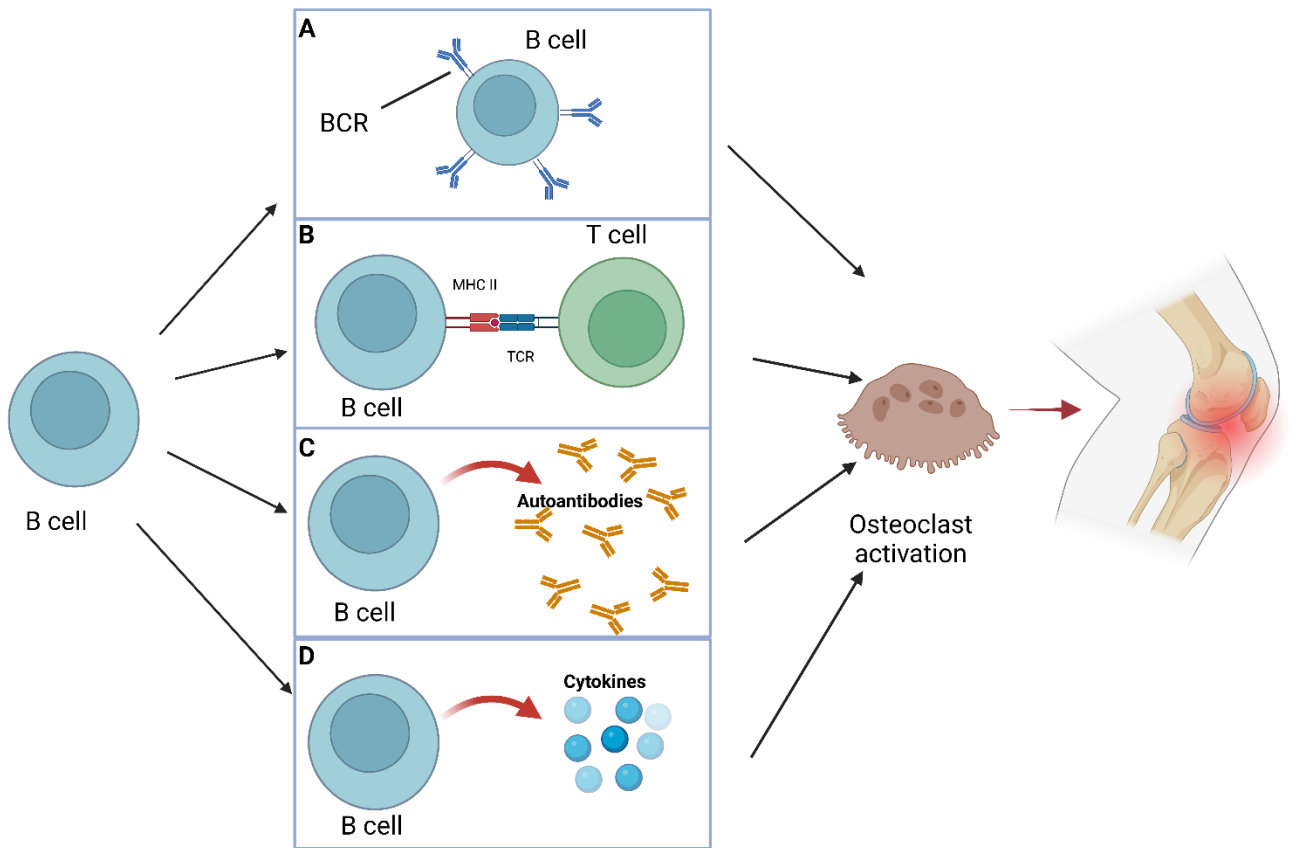 A
B cell
BCR
B
T cell
MHC II
TCR
B cell
C
Autoantibodies
B cell
D
Cytokines
B cell
B cell
Osteoclast
activation